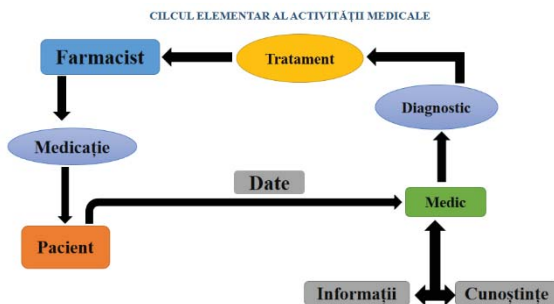 CILCUL ELEMENTAR AL ACTIVITĂȚII MEDICALE
Farmacist
Tratament
Diagnostic
Medicație
Date
Medic
Pacient
Informații
Cunoștințe